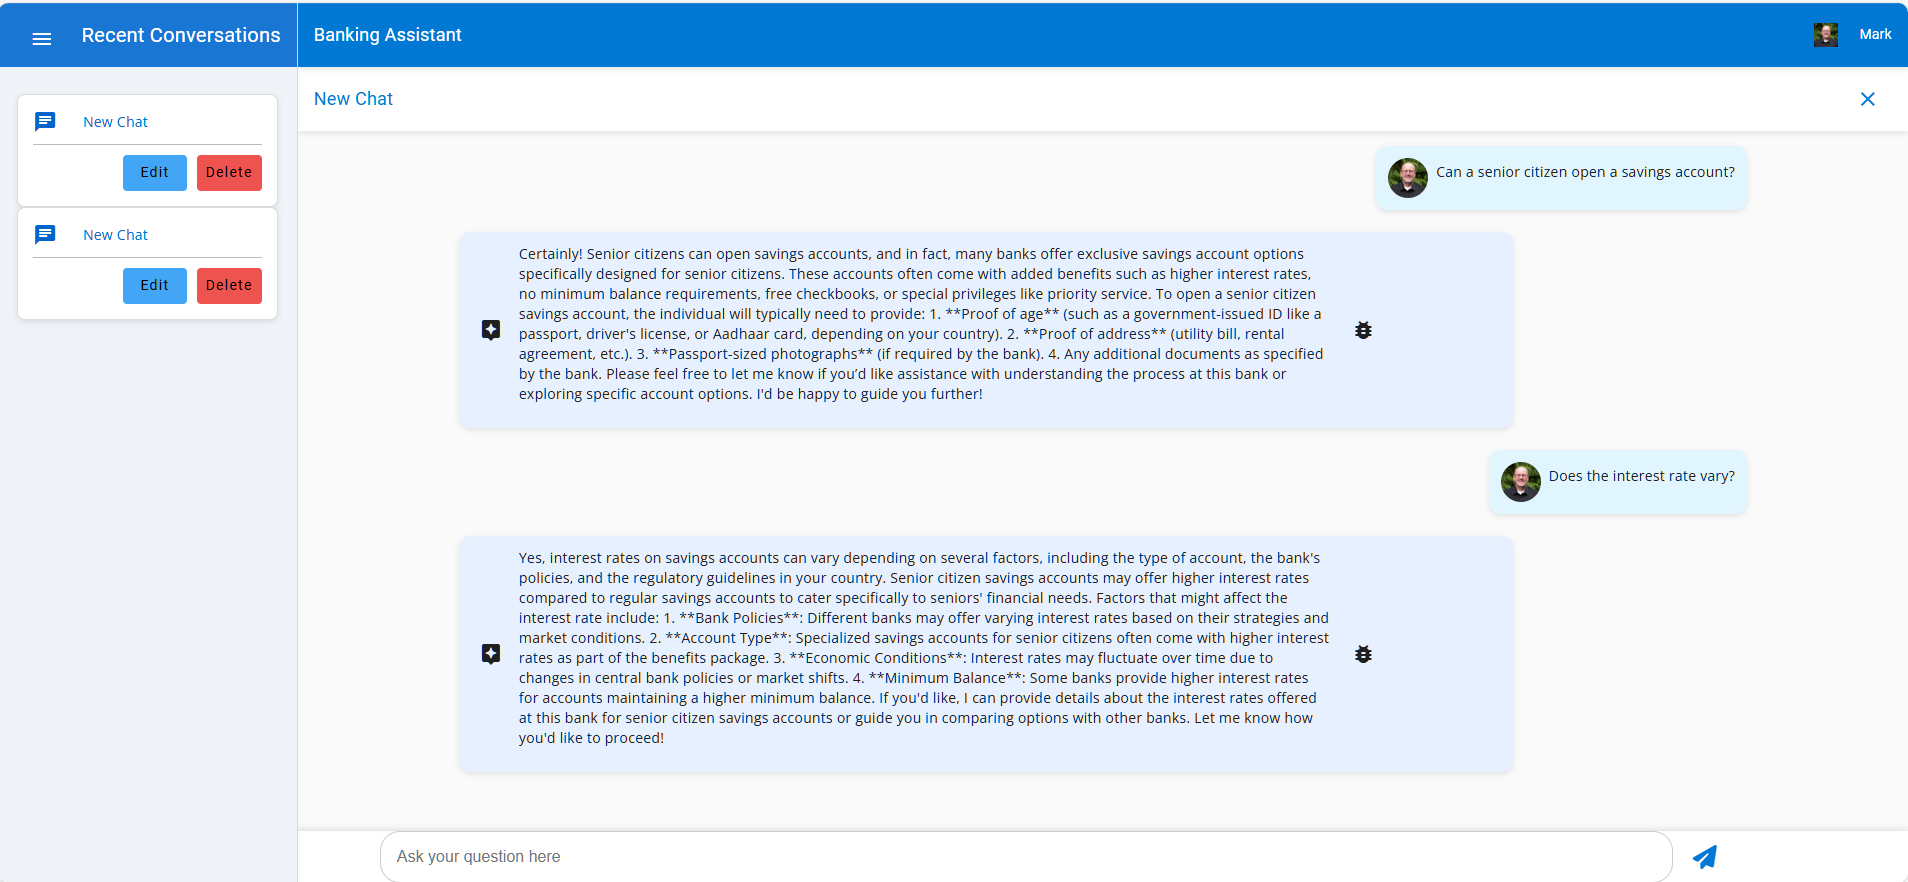 Recent Conversations
Banking Assistant
Mark
New Chat
Edit
Delete
New Chat
Edit
Delete
New Chat
Can a senior citizen open a savings account?
Certainly! Senior citizens can open savings accounts, and in fact, many banks offer exclusive savings account options
specifically designed for senior citizens. These accounts often come with added benefits such as higher interest rates,
no minimum balance requirements, free checkbooks, or special privileges like priority service. To open a senior citizen
savings account, the individual will typically need to provide: 1. **Proof of age** (such as a government-issued ID like a
passport, driver's license, or Aadhaar card, depending on your country). 2. **Proof of address** (utility bill, rental
agreement, etc.). 3. **Passport-sized photographs** (if required by the bank). 4. Any additional documents as specified
by the bank. Please feel free to let me know if you’d like assistance with understanding the process at this bank or
exploring specific account options. I'd be happy to guide you further!
Does the interest rate vary?
Yes, interest rates on savings accounts can vary depending on several factors, including the type of account, the bank's
policies, and the regulatory guidelines in your country. Senior citizen savings accounts may offer higher interest rates
compared to regular savings accounts to cater specifically to seniors' financial needs. Factors that might affect the
interest rate include: 1. **Bank Policies**: Different banks may offer varying interest rates based on their strategies and
market conditions. 2. **Account Type**: Specialized savings accounts for senior citizens often come with higher interest
rates as part of the benefits package. 3. **Economic Conditions**: Interest rates may fluctuate over time due to
changes in central bank policies or market shifts. 4. **Minimum Balance**: Some banks provide higher interest rates
for accounts maintaining a higher minimum balance. If you'd like, I can provide details about the interest rates offered
at this bank for senior citizen savings accounts or guide you in comparing options with other banks. Let me know how
you'd like to proceed!
Ask your question here